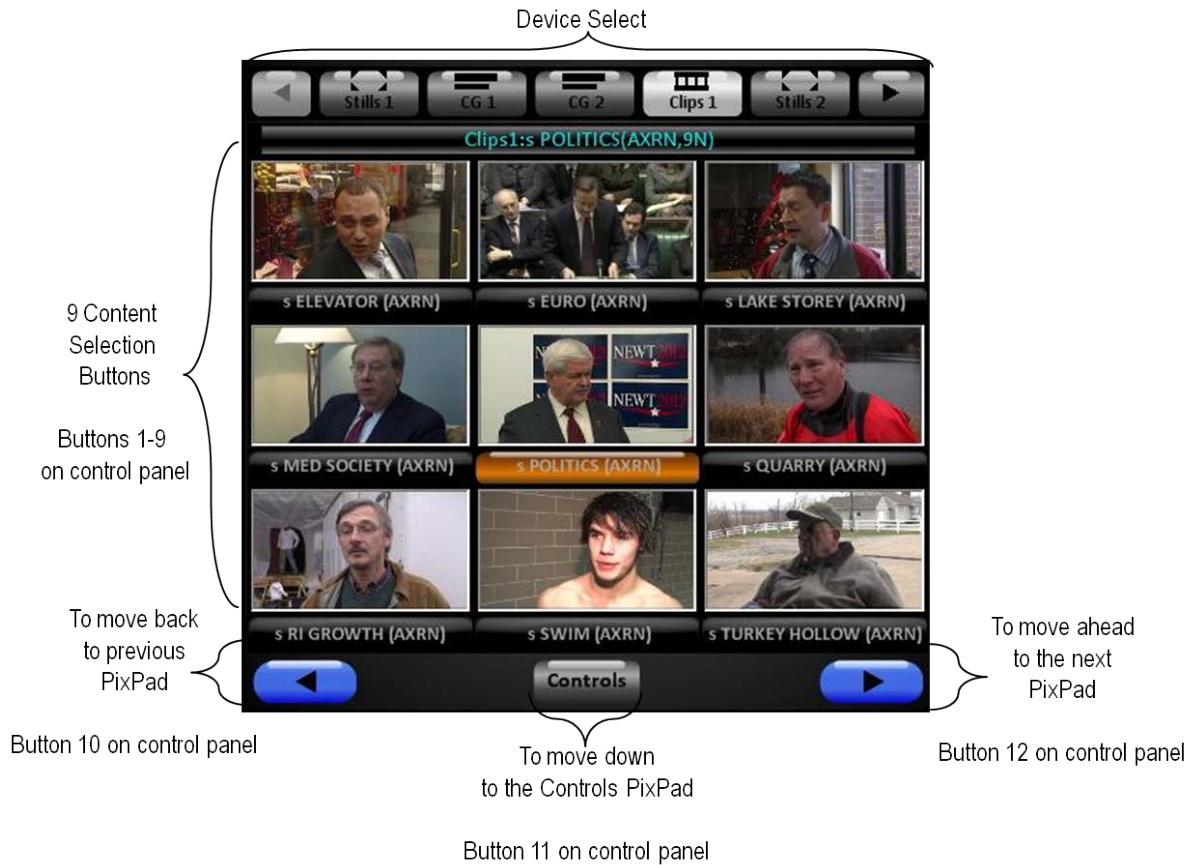 Device Select
Stills 1
CG 1
CG 2
Clips 1
Stills 2
Clips1:s POLITICS(AXRN,9N)
s ELEVATOR (AXRN)
s EURO (AXRN)
s LAKE STOREY (AXRN)
9 Content
Selection
Buttons
Buttons 1-9
on control panel
NEWT 2012
NEWT 2012
NEWT 2012
s MED SOCIETY (AXRN)
s POLITICS (AXRN)
s QUARRY (AXRN)
s RI GROWTH (AXRN)
s SWIM (AXRN)
s TURKEY HOLLOW (AXRN)
To move back
to previous
PixPad
Controls
To move ahead
to the next
PixPad
Button 10 on control panel
To move down
to the Controls PixPad
Button 12 on control panel
Button 11 on control panel